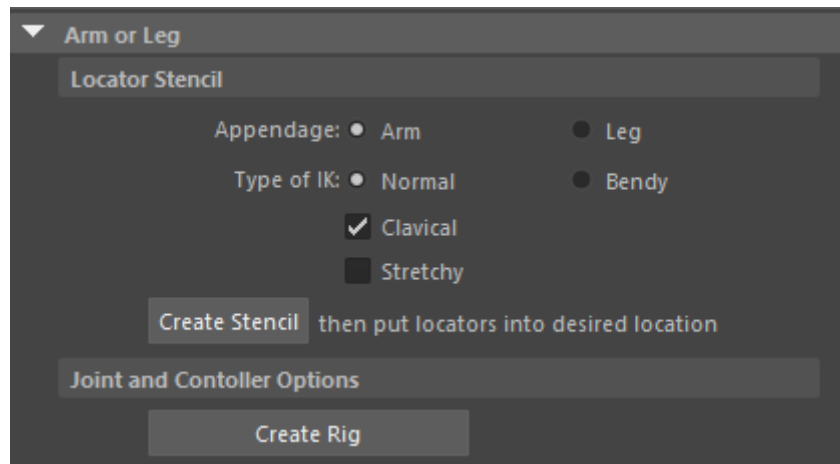 Arm or Leg
Locator Stencil
Appendage: Arm Leg
Type of IK: Normal Bendy
Clavical
Stretchy
Create Stencil then put locators into desired location
Joint and Contoller Options
Create Rig